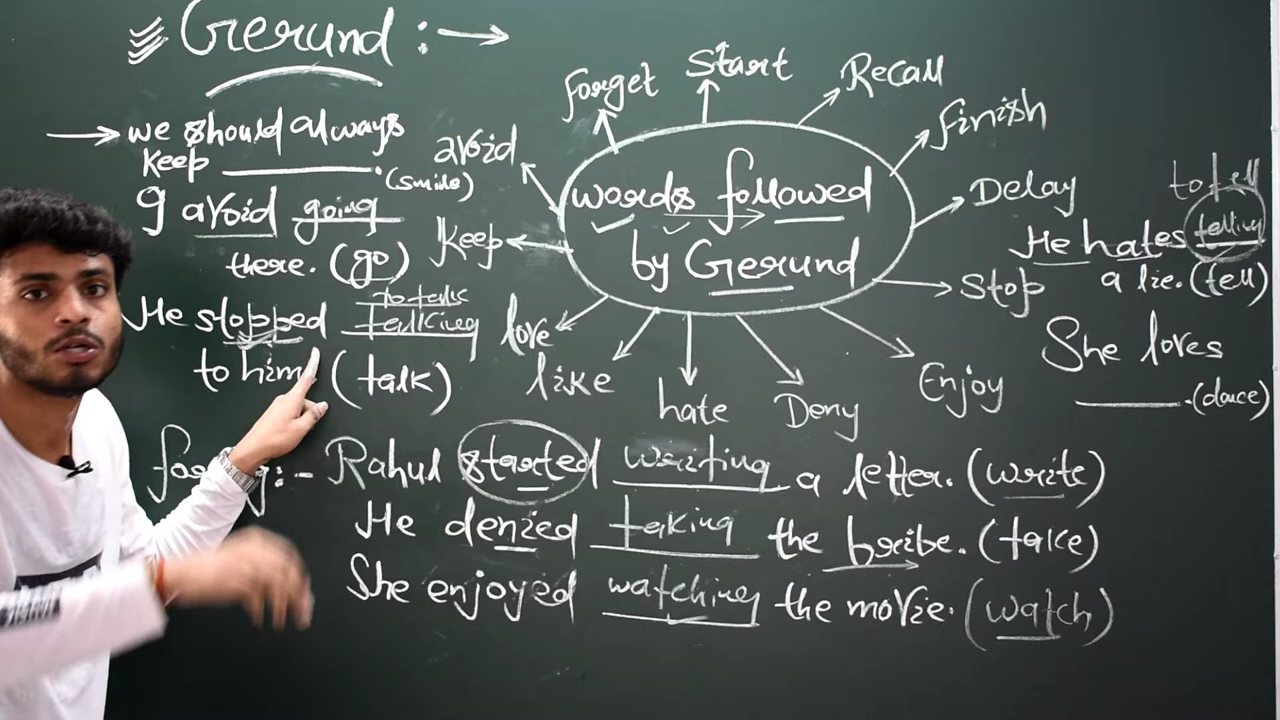 Gerund :→
→ we should always
keep ________. (smile)
I avoid going
there. (go)
to talk
He stopped talking
to him (talk)
Forget
Start
Recall
Finish
Delay
Stop
Enjoy
Deny
hate
like
love
Keep
avoid
words followed
by Gerund
to tell
He hates telling
a lie. (tell)
She loves
________. (dance)
:- Rahul started writing a letter. (write)
He denied taking the bribe. (take)
She enjoyed watching the movie. (watch)